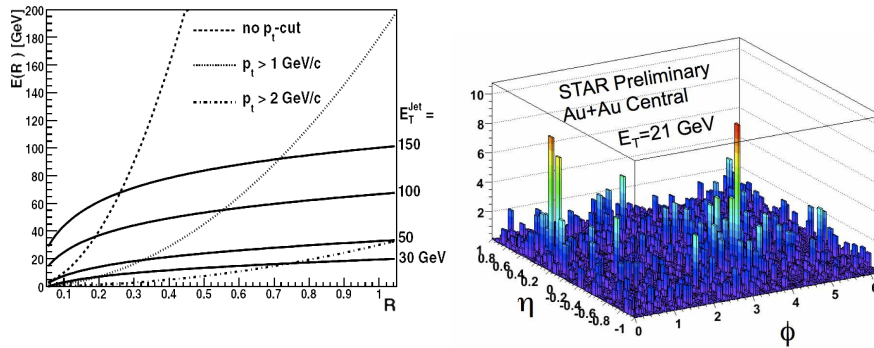 E(R) [GeV]
200
180
160
140
120
100
80
60
40
20
0
no pt-cut
pt > 1 GeV/c
pt > 2 GeV/c
E_T^Jet =
150
100
50
30 GeV
0.1 0.2 0.3 0.4 0.5 0.6 0.7 0.8 0.9 1
R
STAR Preliminary
Au+Au Central
E_T=21 GeV
10
8
6
4
2
1
0.8
0.6
0.4
0.2
0
-0.2
-0.4
-0.6
-0.8
-1
η
0 1 2 3 4 5 6
ϕ